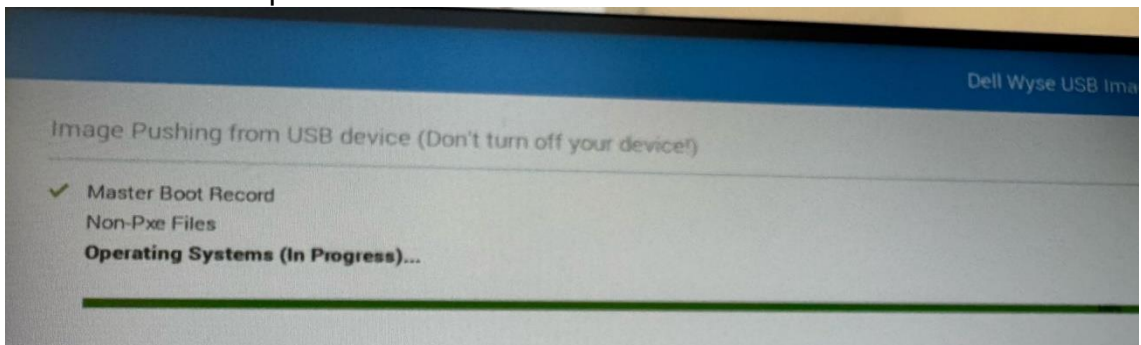 Dell Wyse USB Ima
Image Pushing from USB device (Don't turn off your device!)
Master Boot Record
Non-Pxe Files
Operating Systems (In Progress)...